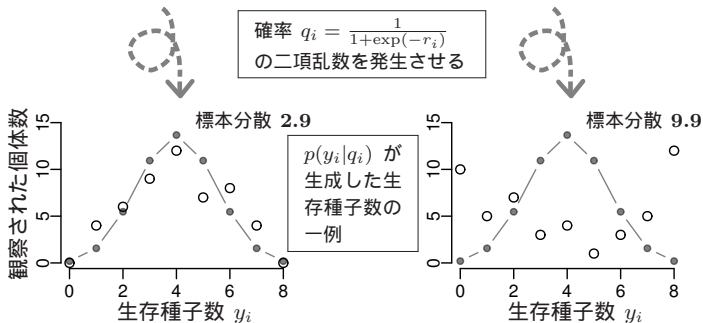 確率 q_i = 1/(1+exp(−r_i))
の二項乱数を発生させる
標本分散 2.9
標本分散 9.9
p(y_i|q_i) が
生成した生
存種子数の
一例
観察された個体数
15
10
5
0
0 2 4 6 8
生存種子数 y_i
15
10
5
0
0 2 4 6 8
生存種子数 y_i